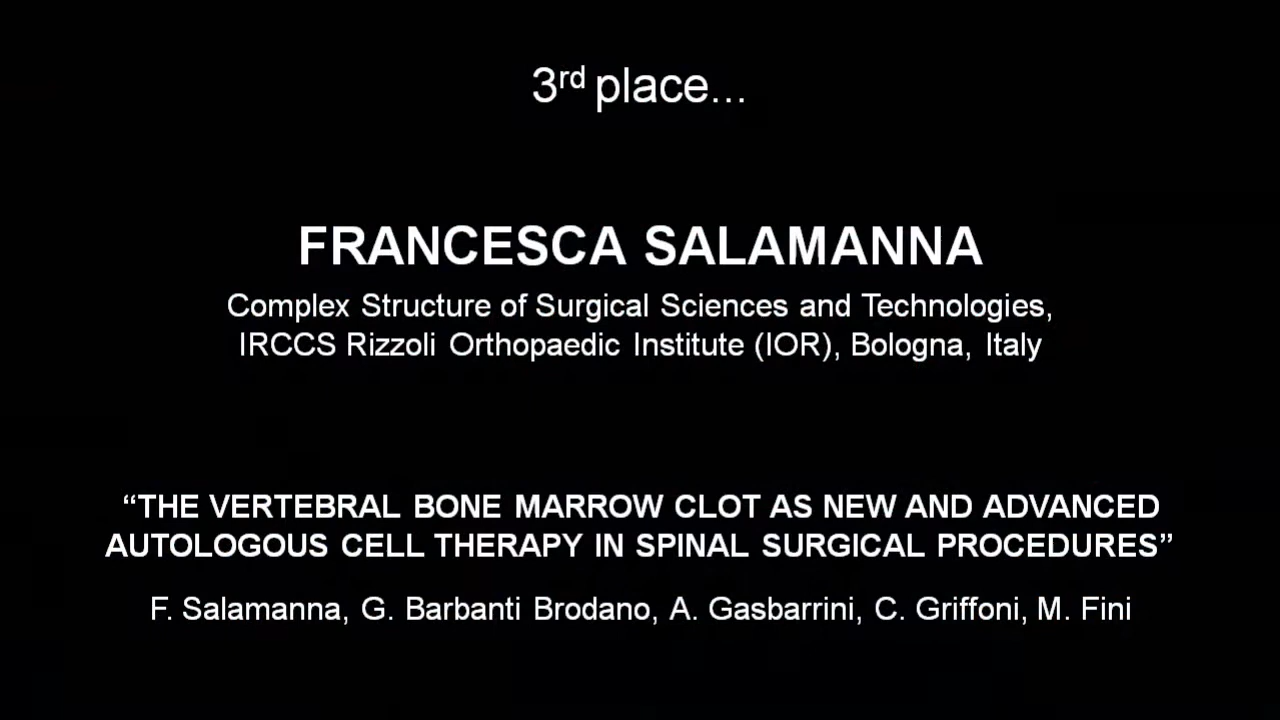 3rd place...
FRANCESCA SALAMANNA
Complex Structure of Surgical Sciences and Technologies,
IRCCS Rizzoli Orthopaedic Institute (IOR), Bologna, Italy
“THE VERTEBRAL BONE MARROW CLOT AS NEW AND ADVANCED
AUTOLOGOUS CELL THERAPY IN SPINAL SURGICAL PROCEDURES”
F. Salamanna, G. Barbanti Brodano, A. Gasbarrini, C. Griffoni, M. Fini